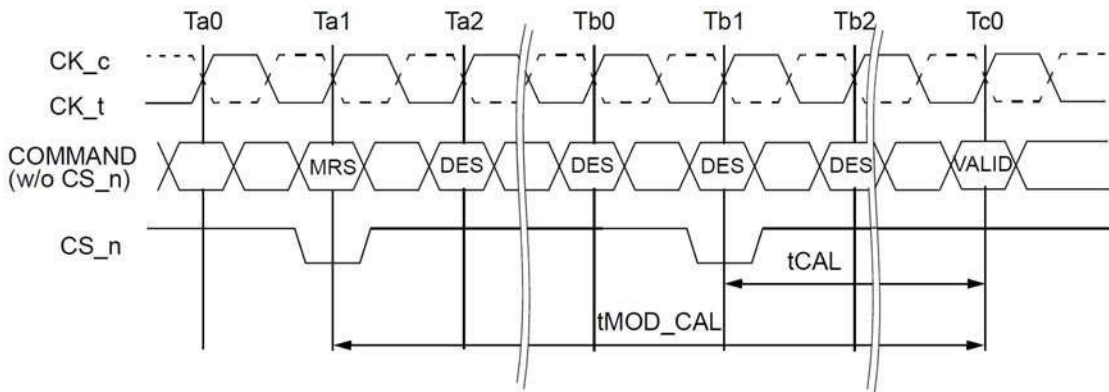 Ta0 Ta1 Ta2 Tb0 Tb1 Tb2 Tc0
CK_c
CK_t
COMMAND
(w/o CS_n)
MRS DES DES DES DES VALID
CS_n
tCAL
tMOD_CAL